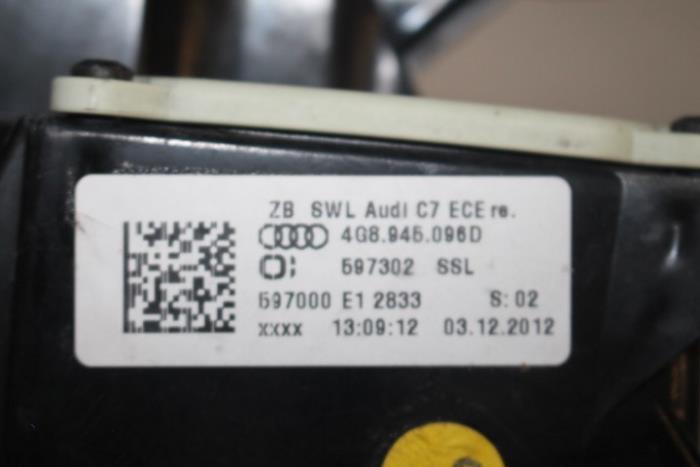 ZB SWL Audi C7 ECE re.
4G8.945.096D
597302 SSL
597000 E1 2833 S: 02
xxxx 13:09:12 03.12.2012